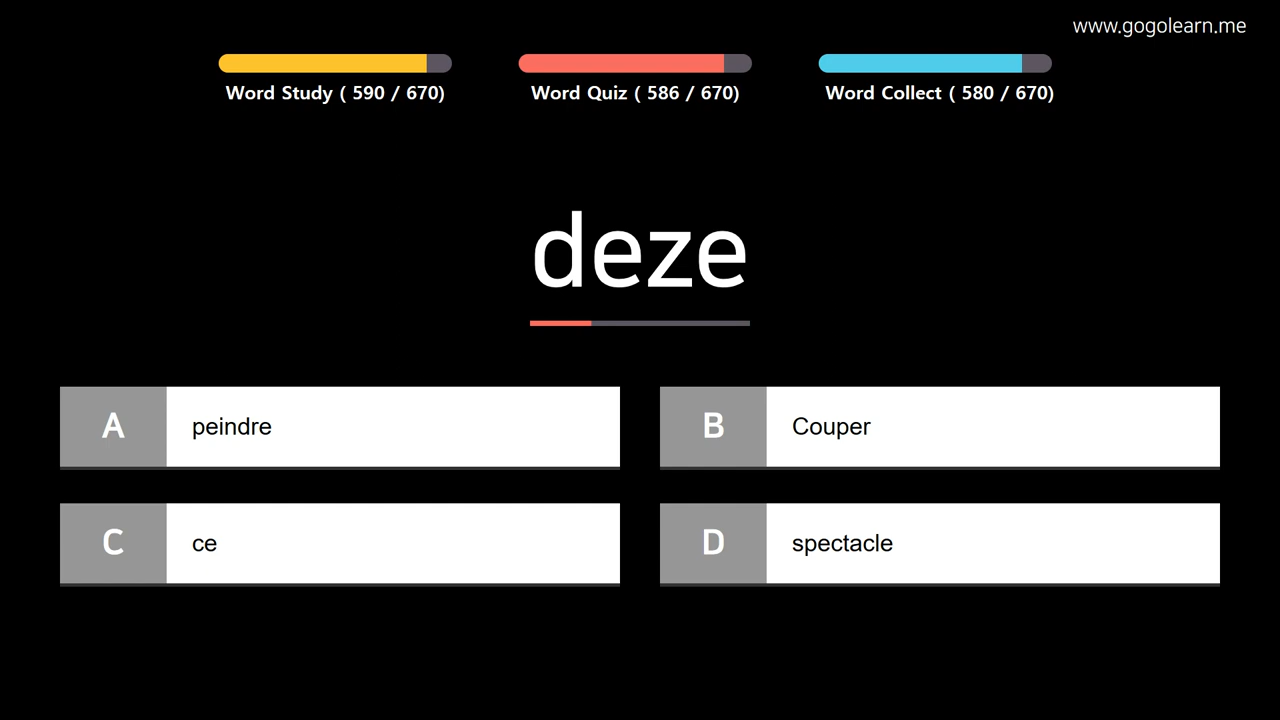 www.gogolearn.me
Word Study ( 590 / 670)
Word Quiz ( 586 / 670)
Word Collect ( 580 / 670)
deze
A peindre
B Couper
C ce
D spectacle